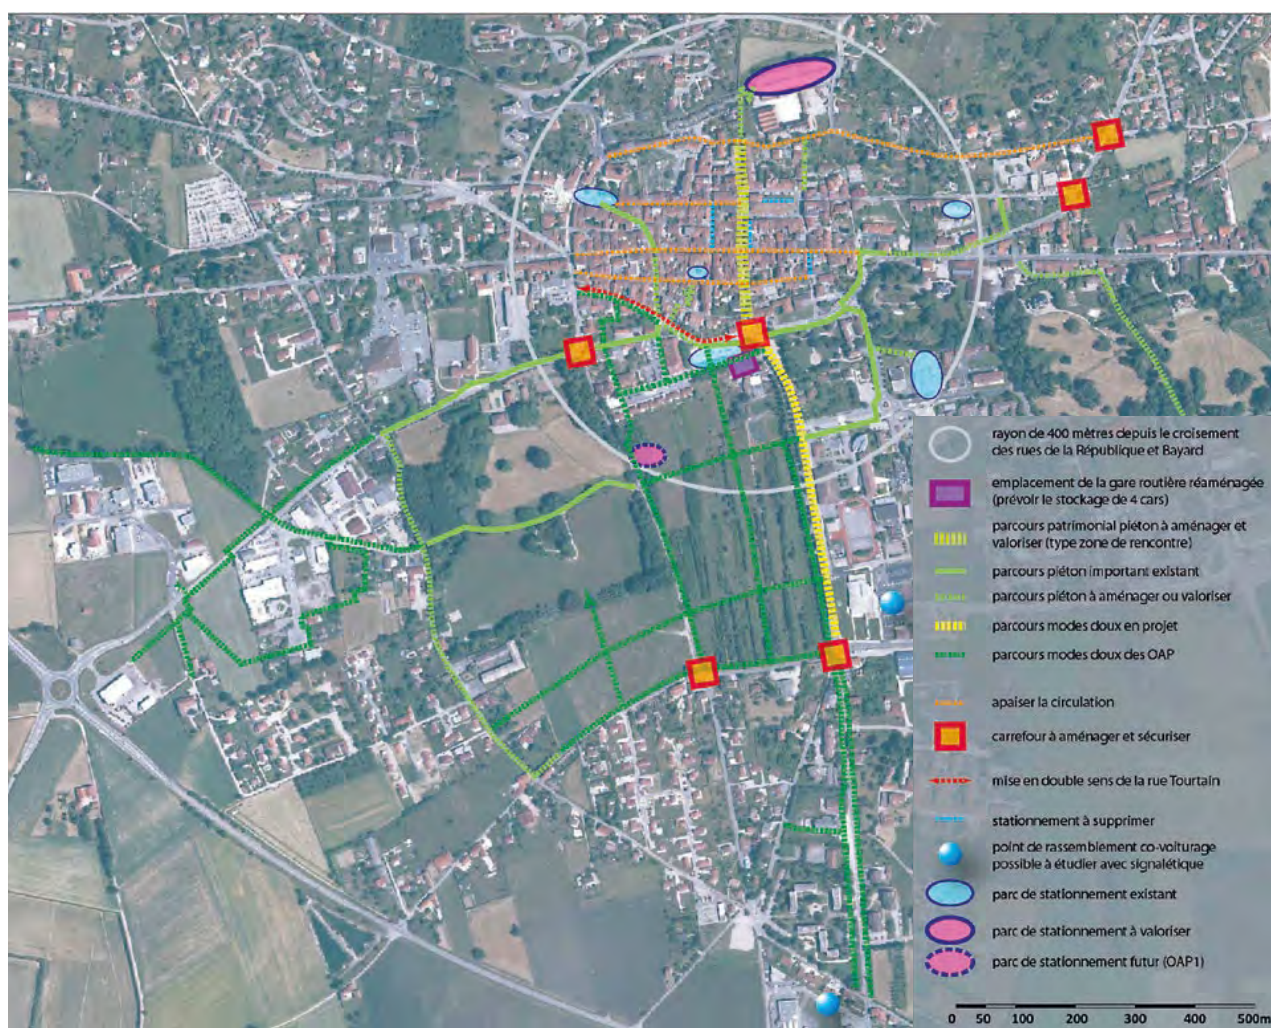 rayon de 400 mètres depuis le croisement
des rues de la République et Bayard
emplacement de la gare routière réaménagée
(prévoir le stockage de 4 cars)
parcours patrimonial piéton à aménager et
valoriser (type zone de rencontre)
parcours piéton important existant
parcours piéton à aménager ou valoriser
parcours modes doux en projet
parcours modes doux des OAP
apaiser la circulation
carrefour à aménager et sécuriser
mise en double sens de la rue Tourtain
stationnement à supprimer
point de rassemblement co-voiturage
possible à étudier avec signalétique
parc de stationnement existant
parc de stationnement à valoriser
parc de stationnement futur (OAP1)
0 50 100 200 300 400 500m